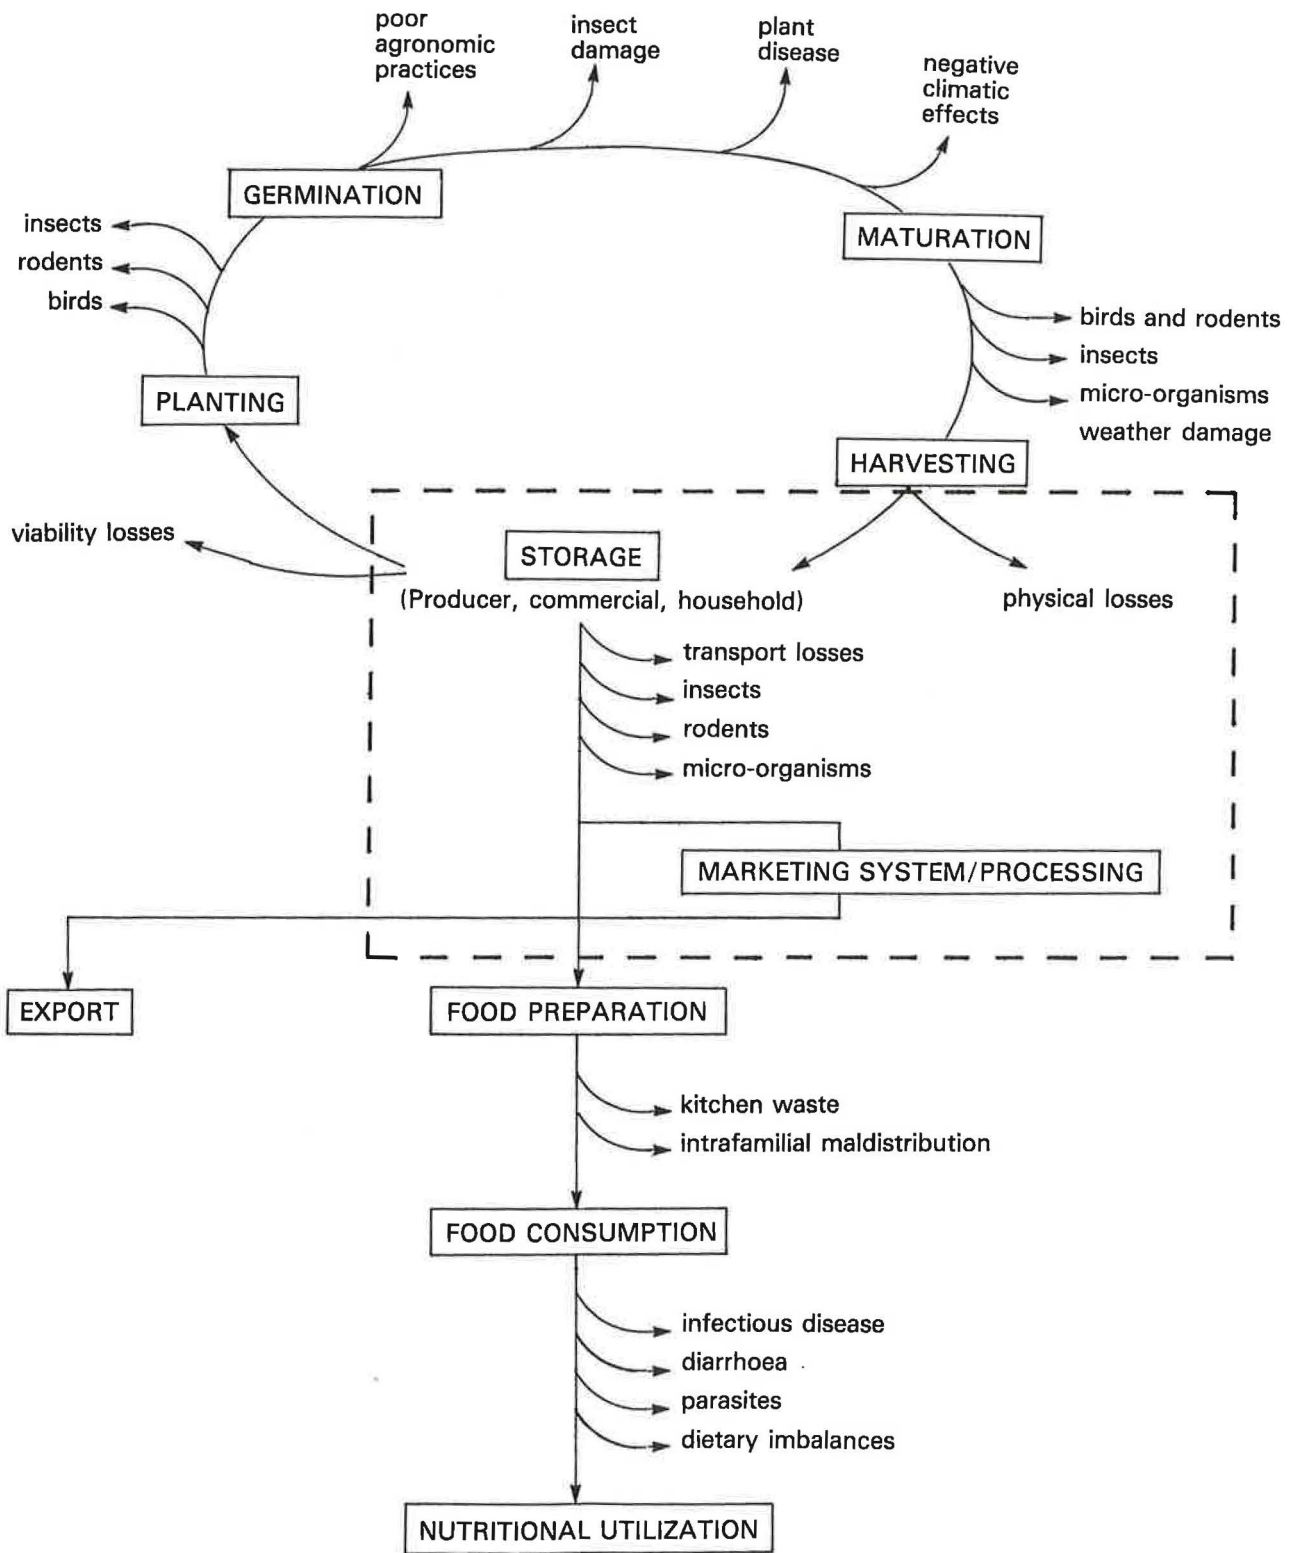 poor
agronomic
practices
insect
damage
plant
disease
negative
climatic
effects
GERMINATION
MATURATION
insects
rodents
birds
birds and rodents
insects
micro-organisms
weather damage
PLANTING
HARVESTING
viability losses
STORAGE
(Producer, commercial, household)
physical losses
transport losses
insects
rodents
micro-organisms
MARKETING SYSTEM/PROCESSING
EXPORT
FOOD PREPARATION
kitchen waste
intrafamilial maldistribution
FOOD CONSUMPTION
infectious disease
diarrhoea
parasites
dietary imbalances
NUTRITIONAL UTILIZATION